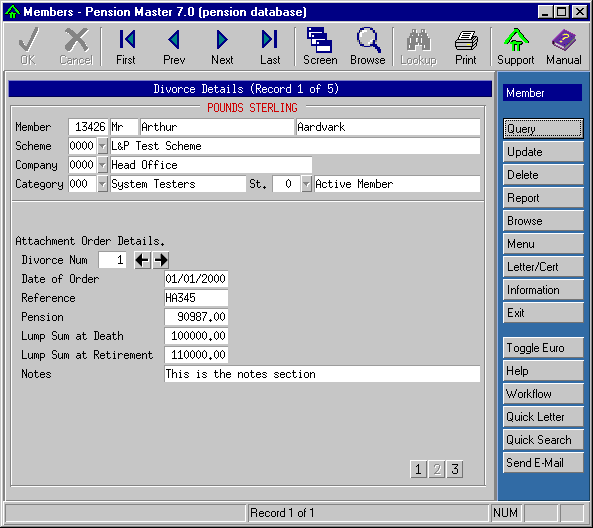 Members - Pension Master 7.0 (pension database)
OK Cancel First Prev Next Last Screen Browse Lookup Print Support Manual
Divorce Details (Record 1 of 5)
POUNDS STERLING
Member 13426 Mr Arthur Aardvark
Scheme 0000 L&P Test Scheme
Company 0000 Head Office
Category 000 System Testers St. 0 Active Member
Attachment Order Details.
Divorce Num 1
Date of Order 01/01/2000
Reference HA345
Pension 90987.00
Lump Sum at Death 100000.00
Lump Sum at Retirement 110000.00
Notes This is the notes section
1 2 3
Member
Query
Update
Delete
Report
Browse
Menu
Letter/Cert
Information
Exit
Toggle Euro
Help
Workflow
Quick Letter
Quick Search
Send E-Mail
Record 1 of 1 NUM